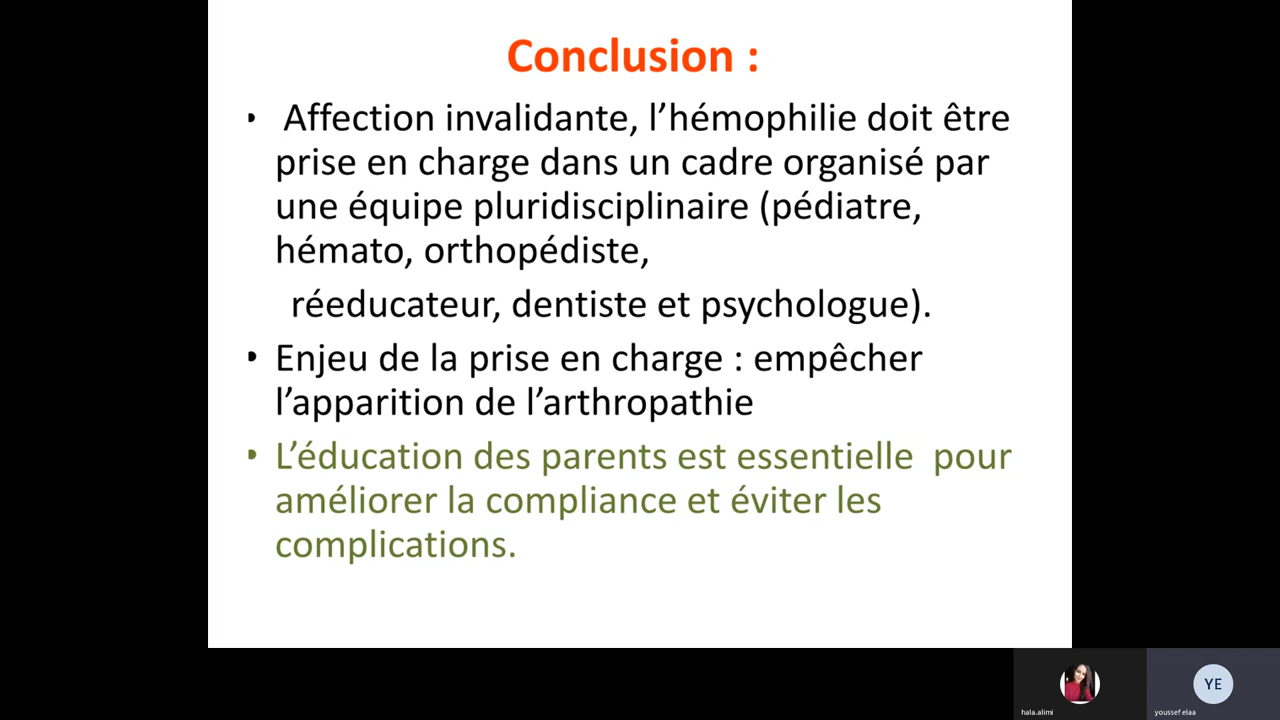 Conclusion :
• Affection invalidante, l’hémophilie doit être
prise en charge dans un cadre organisé par
une équipe pluridisciplinaire (pédiatre,
hémato, orthopédiste,
réeducateur, dentiste et psychologue).
• Enjeu de la prise en charge : empêcher
l’apparition de l’arthropathie
• L’éducation des parents est essentielle pour
améliorer la compliance et éviter les
complications.
YE
hala.alimi
youssef elaa